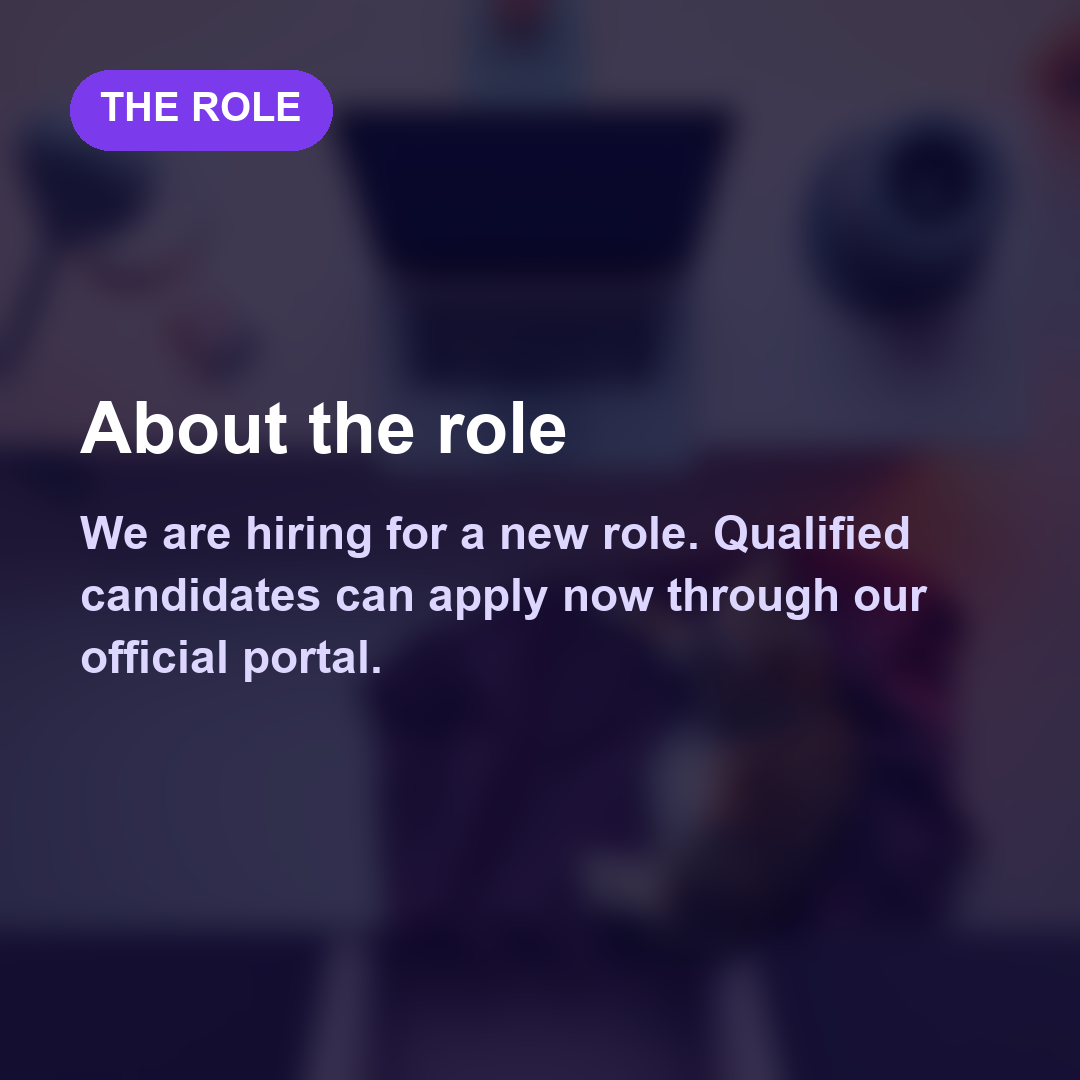 THE ROLE
About the role
We are hiring for a new role. Qualified
candidates can apply now through our
official portal.